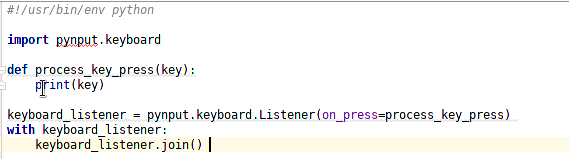 #!/usr/bin/env python
import pynput.keyboard
def process_key_press(key):
    print(key)
keyboard_listener = pynput.keyboard.Listener(on_press=process_key_press)
with keyboard_listener:
    keyboard_listener.join()